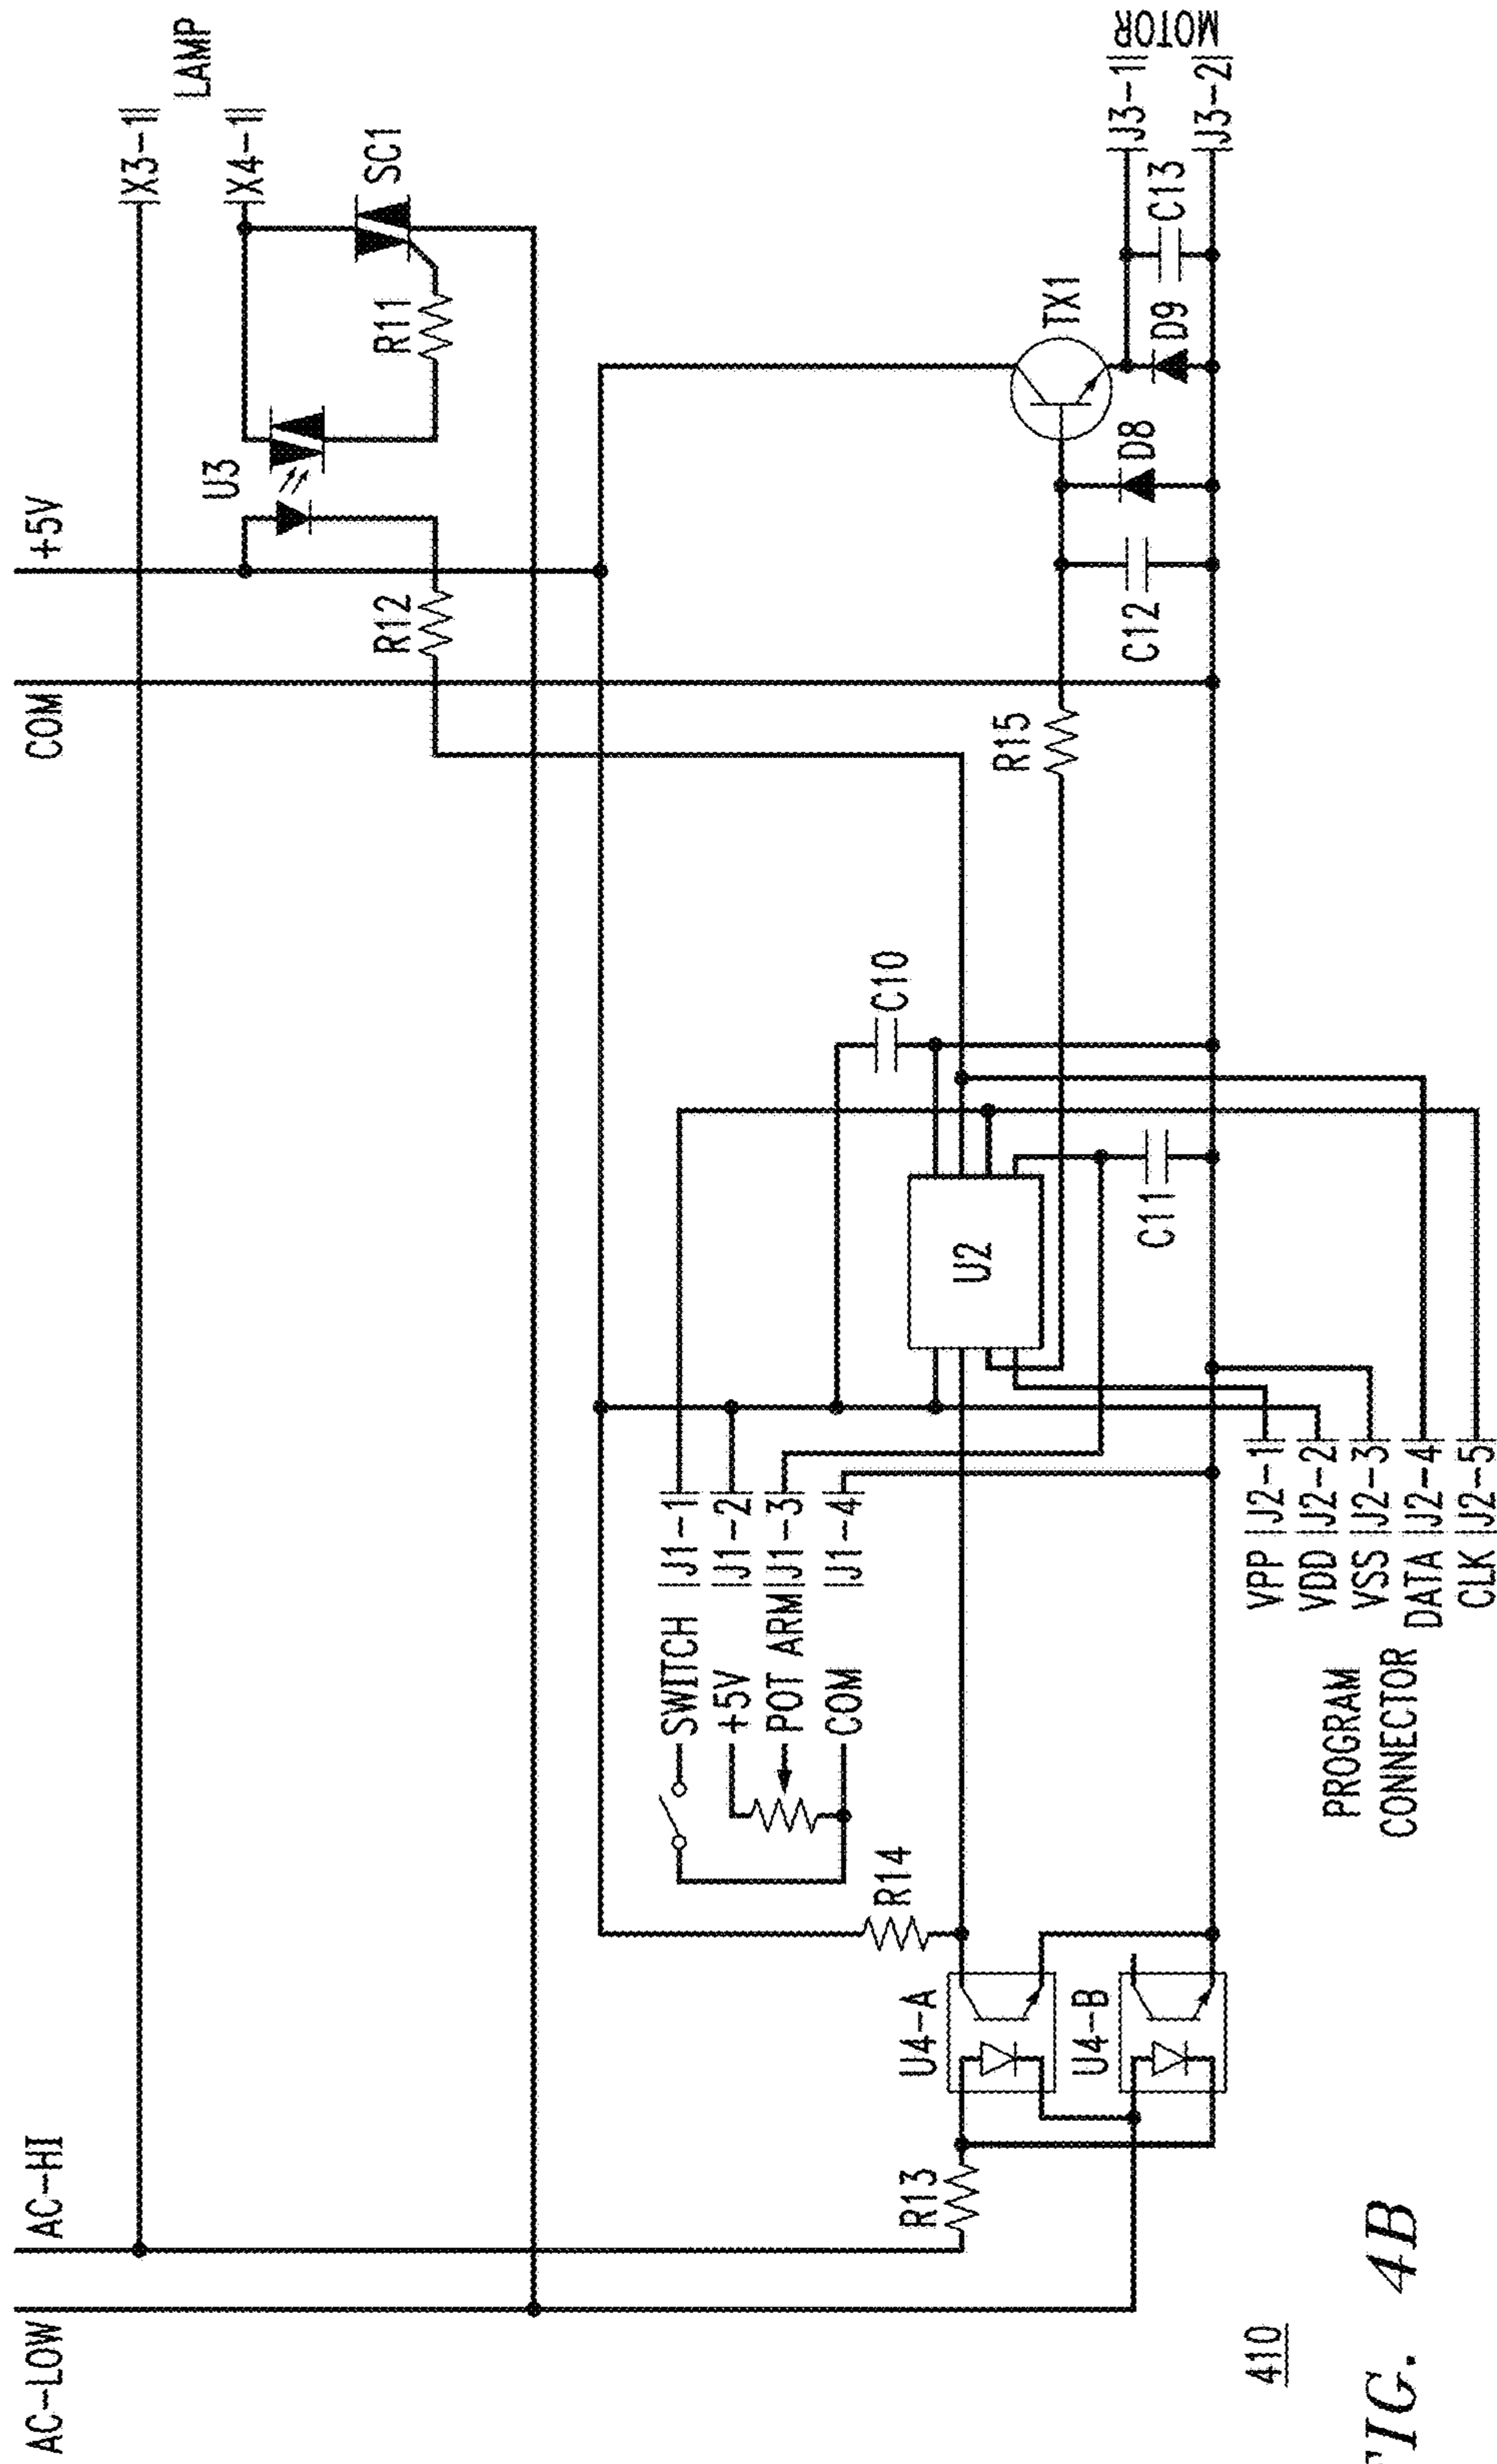 AC-LOW
AC-HI
COM
+5V
X3-1
LAMP
X4-1
U3
R12
R11
SC1
SWITCH J1-1
+5V J1-2
POT ARM J1-3
COM J1-4
R14
C10
R13
U4-A
U2
R15
TX1
U4-B
C11
C12
D8
D9
C13
J3-1
MOTOR
J3-2
VPP J2-1
VDD J2-2
VSS J2-3
DATA J2-4
CLK J2-5
PROGRAM
CONNECTOR
410
FIG. 4B